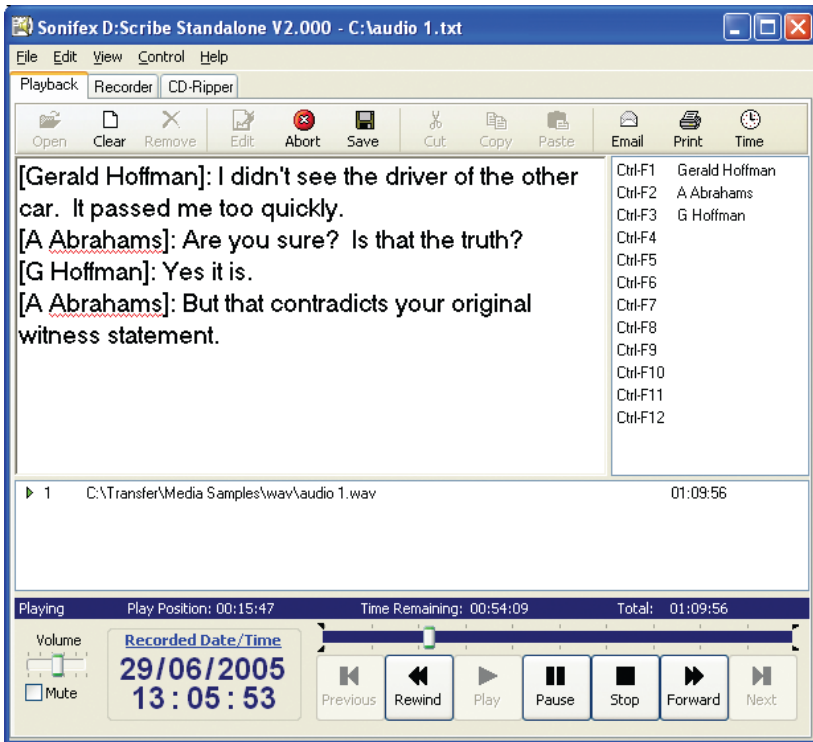 Sonifex D:Scribe Standalone V2.000 - C:\audio 1.txt
File Edit View Control Help
Playback Recorder CD-Ripper
Open Clear Remove Edit Abort Save Cut Copy Paste Email Print Time
[Gerald Hoffman]: I didn't see the driver of the other
car. It passed me too quickly.
[A Abrahams]: Are you sure? Is that the truth?
[G Hoffman]: Yes it is.
[A Abrahams]: But that contradicts your original
witness statement.
Ctrl-F1 Gerald Hoffman
Ctrl-F2 A Abrahams
Ctrl-F3 G Hoffman
Ctrl-F4
Ctrl-F5
Ctrl-F6
Ctrl-F7
Ctrl-F8
Ctrl-F9
Ctrl-F10
Ctrl-F11
Ctrl-F12
1 C:\Transfer\Media Samples\wav\audio 1.wav 01:09:56
Playing Play Position: 00:15:47 Time Remaining: 00:54:09 Total: 01:09:56
Volume
Mute
Recorded Date/Time
29/06/2005
13:05:53
Previous Rewind Play Pause Stop Forward Next